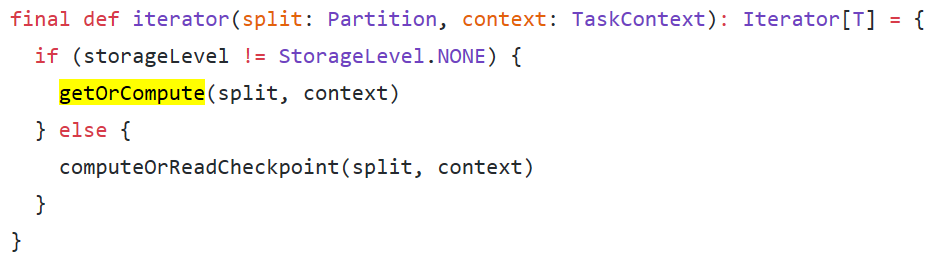 final def iterator(split: Partition, context: TaskContext): Iterator[T] = {
  if (storageLevel != StorageLevel.NONE) {
    getOrCompute(split, context)
  } else {
    computeOrReadCheckpoint(split, context)
  }
}